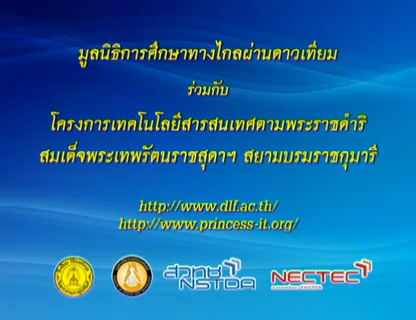 มูลนิธิการศึกษาทางไกลผ่านดาวเทียม
ร่วมกับ
โครงการเทคโนโลยีสารสนเทศตามพระราชดำริ
สมเด็จพระเทพรัตนราชสุดาฯ สยามบรมราชกุมารี
http://www.dlf.ac.th/
http://www.princess-it.org/
สวทช
NSTDA
NECTEC